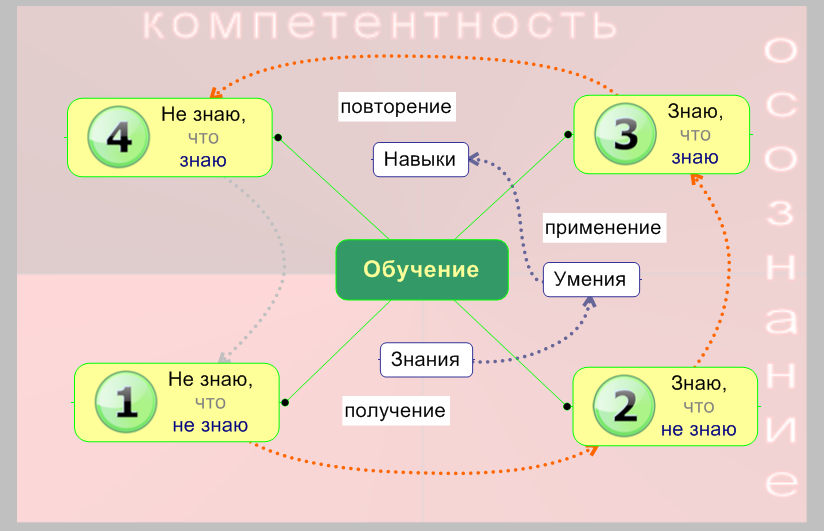 компетентность
осознание
4
Не знаю,
что
знаю
повторение
Навыки
3
Знаю,
что
знаю
применение
Обучение
Умения
Знания
1
Не знаю,
что
не знаю
получение
2
Знаю,
что
не знаю